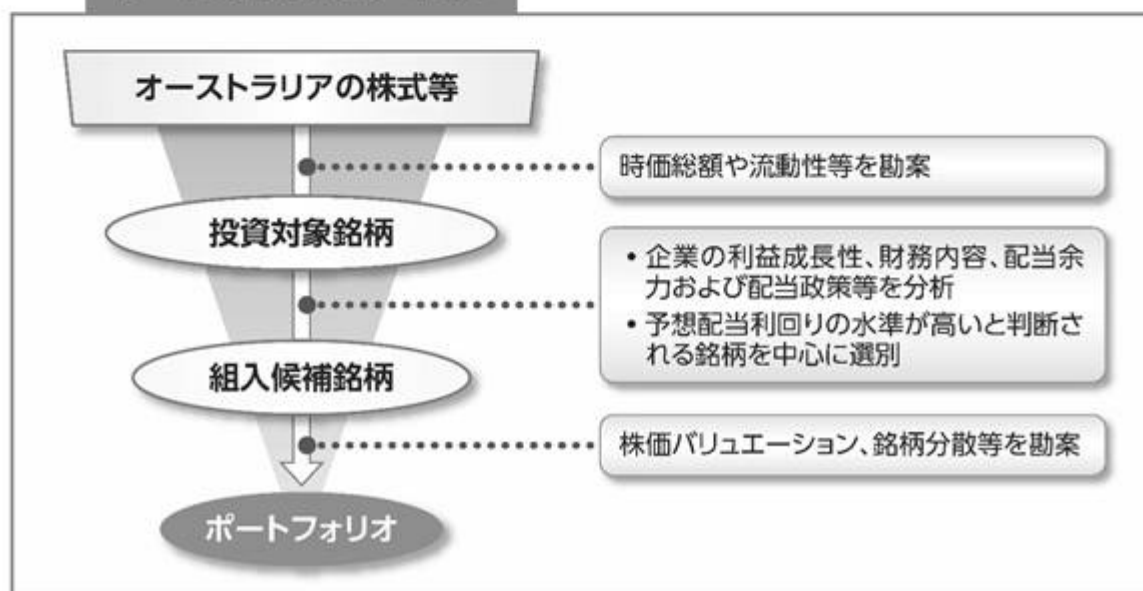 オーストラリアの株式等
時価総額や流動性等を勘案
投資対象銘柄
• 企業の利益成長性、財務内容、配当余
力および配当政策等を分析
• 予想配当利回りの水準が高いと判断さ
れる銘柄を中心に選別
組入候補銘柄
株価バリュエーション、銘柄分散等を勘案
ポートフォリオ